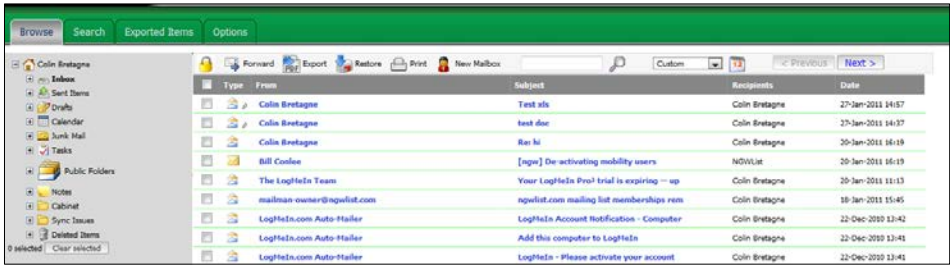 Browse Search Exported Items Options
Colin Bretagne
Inbox
Sent Items
Drafts
Calendar
Junk Mail
Tasks
Public Folders
Notes
Cabinet
Sync Issues
Deleted Items
0 selected Clear selected
Forward Export Restore Print New Mailbox Custom < Previous Next >
Type From Subject Recipients Date
Colin Bretagne Test xls Colin Bretagne 27-Jan-2011 14:57
Colin Bretagne test doc Colin Bretagne 27-Jan-2011 14:37
Colin Bretagne Re: hi Colin Bretagne 20-Jan-2011 16:19
Bill Conlee [ngw] De-activating mobility users NGWList 20-Jan-2011 16:19
The LogMeIn Team Your LogMeIn Pro² trial is expiring — up Colin Bretagne 20-Jan-2011 11:13
mailman-owner@ngwlist.com ngwlist.com mailing list memberships rem Colin Bretagne 18-Jan-2011 15:45
LogMeIn.com Auto-Mailer LogMeIn Account Notification - Computer Colin Bretagne 22-Dec-2010 13:42
LogMeIn.com Auto-Mailer Add this computer to LogMeIn Colin Bretagne 22-Dec-2010 13:41
LogMeIn.com Auto-Mailer LogMeIn - Please activate your account Colin Bretagne 22-Dec-2010 13:41